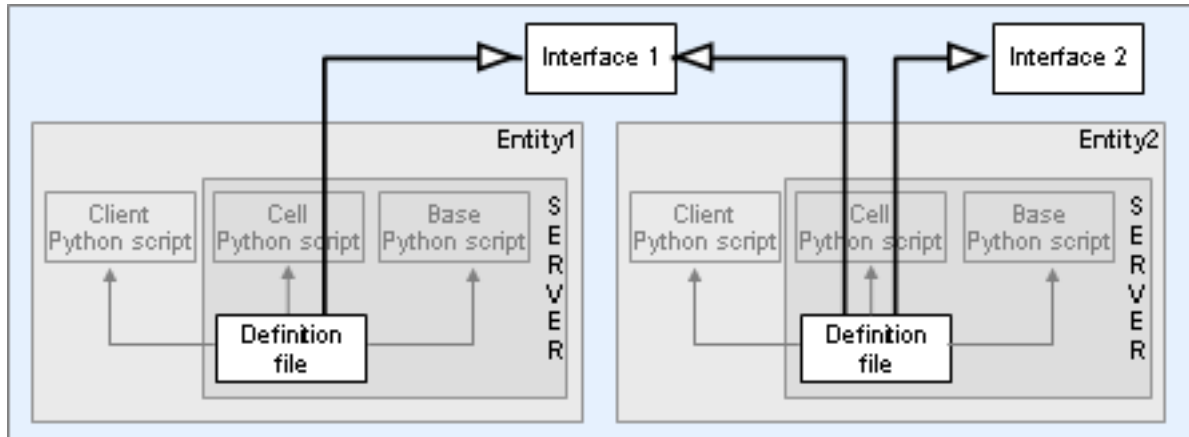 Interface 1
Interface 2
Entity1
Client
Python script
Cell
Python script
Base
Python script
S
E
R
V
E
R
Definition
file
Entity2
Client
Python script
Cell
Python script
Base
Python script
S
E
R
V
E
R
Definition
file